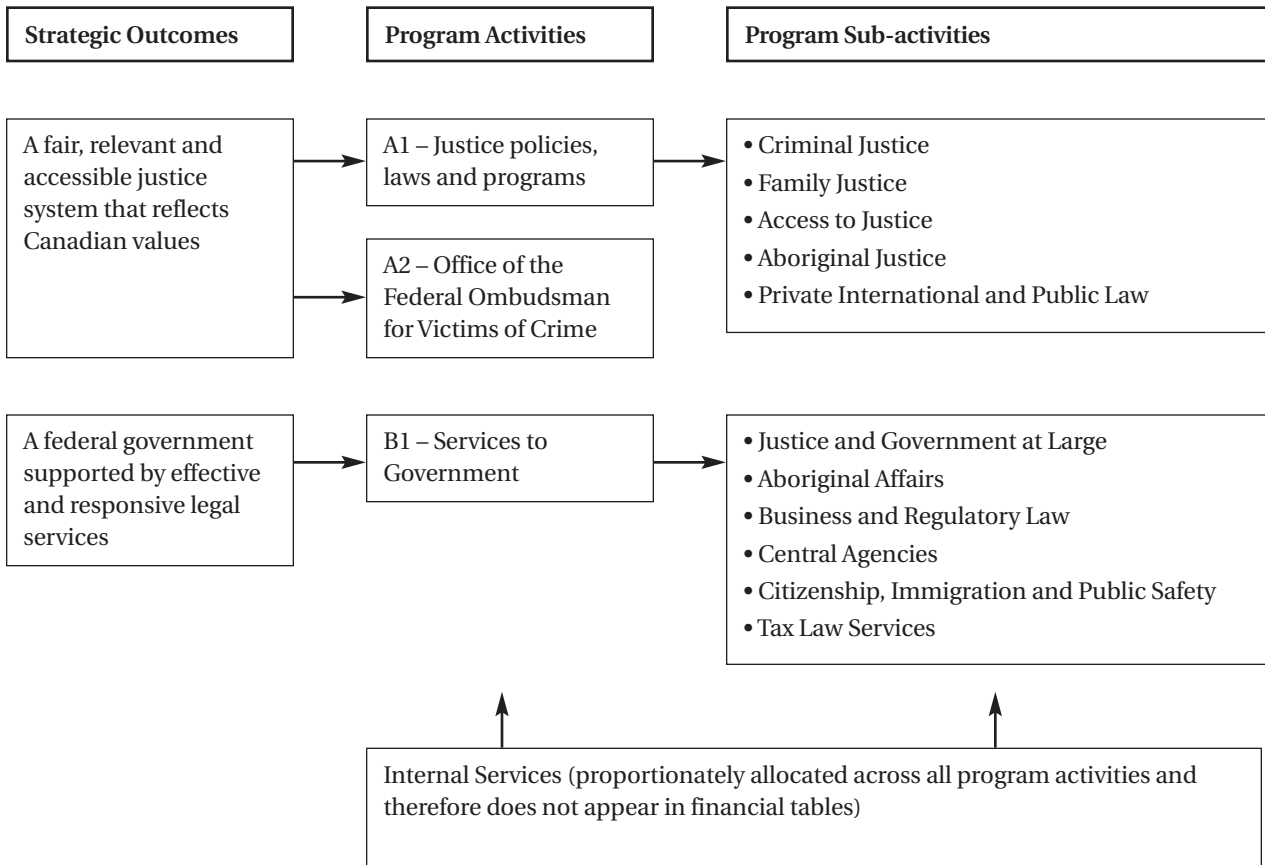 Strategic Outcomes
Program Activities
Program Sub-activities
A fair, relevant and
accessible justice
system that reflects
Canadian values
A1 – Justice policies,
laws and programs
A2 – Office of the
Federal Ombudsman
for Victims of Crime
• Criminal Justice
• Family Justice
• Access to Justice
• Aboriginal Justice
• Private International and Public Law
A federal government
supported by effective
and responsive legal
services
B1 – Services to
Government
• Justice and Government at Large
• Aboriginal Affairs
• Business and Regulatory Law
• Central Agencies
• Citizenship, Immigration and Public Safety
• Tax Law Services
Internal Services (proportionately allocated across all program activities and
therefore does not appear in financial tables)